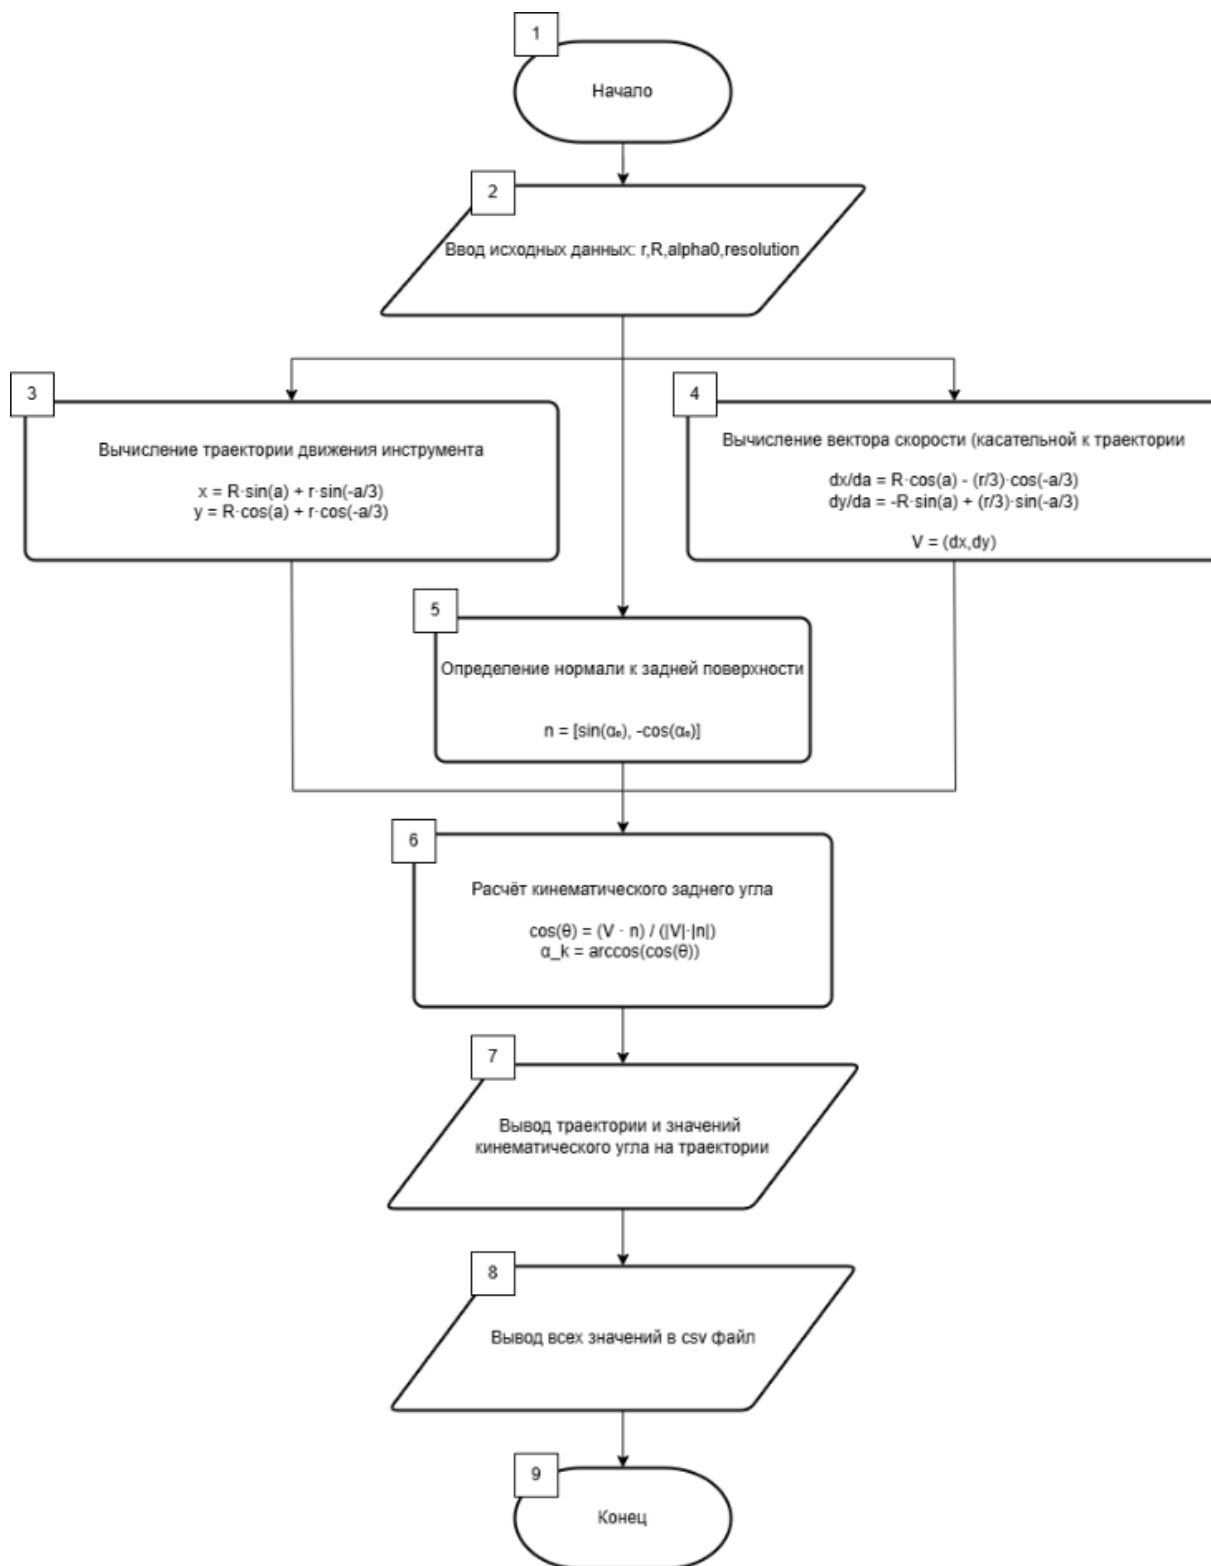 1
Начало
2
Ввод исходных данных: r,R,alpha0,resolution
3
Вычисление траектории движения инструмента
x = R·sin(a) + r·sin(-a/3)
y = R·cos(a) + r·cos(-a/3)
4
Вычисление вектора скорости (касательной к траектории
dx/da = R·cos(a) - (r/3)·cos(-a/3)
dy/da = -R·sin(a) + (r/3)·sin(-a/3)
V = (dx,dy)
5
Определение нормали к задней поверхности
n = [sin(α₀), -cos(α₀)]
6
Расчёт кинематического заднего угла
cos(θ) = (V · n) / (|V|·|n|)
α_k = arccos(cos(θ))
7
Вывод траектории и значений
кинематического угла на траектории
8
Вывод всех значений в csv файл
9
Конец